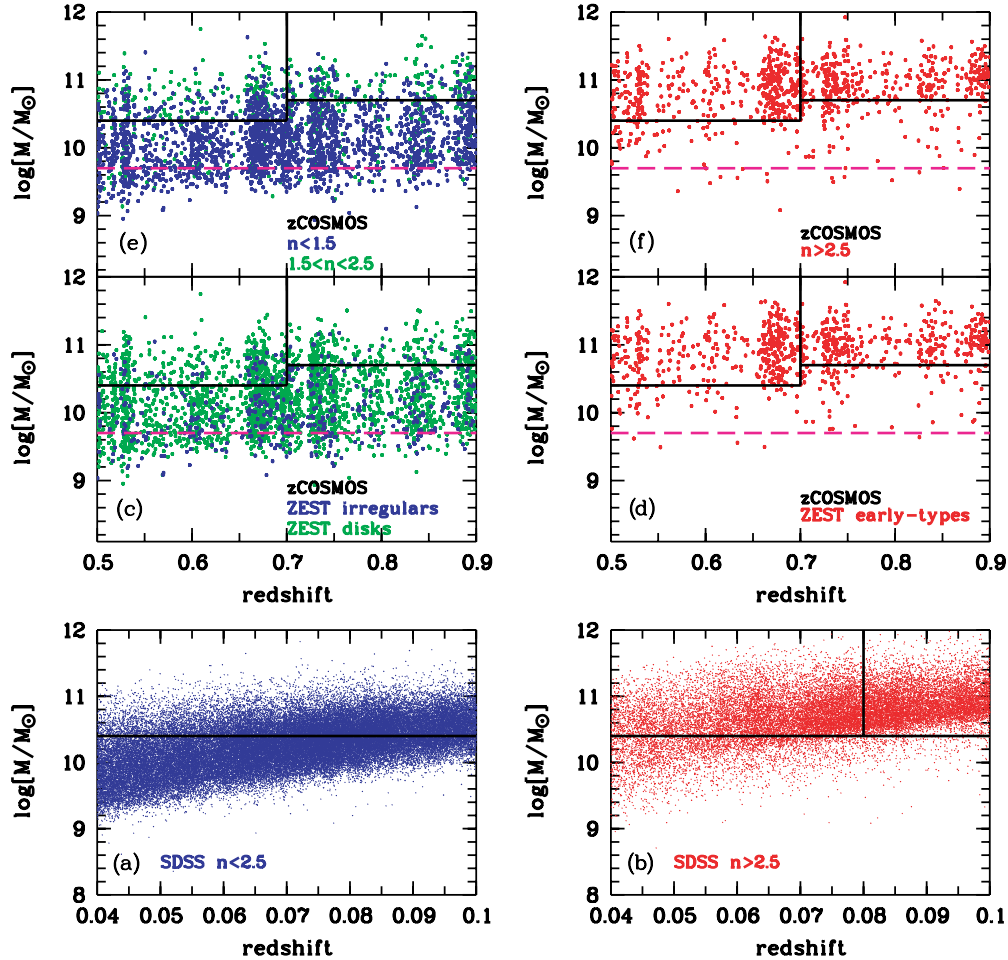 12
11
10
9
log[M/M⊙]
(e)
zCOSMOS
n<1.5
1.5<n<2.5
12
11
10
9
log[M/M⊙]
(f)
zCOSMOS
n>2.5
12
11
10
9
log[M/M⊙]
(c)
zCOSMOS
ZEST irregulars
ZEST disks
0.5 0.6 0.7 0.8 0.9
redshift
12
11
10
9
log[M/M⊙]
(d)
zCOSMOS
ZEST early-types
0.5 0.6 0.7 0.8 0.9
redshift
12
11
10
9
8
log[M/M⊙]
(a) SDSS n<2.5
0.04 0.05 0.06 0.07 0.08 0.09 0.1
redshift
12
11
10
9
8
log[M/M⊙]
(b) SDSS n>2.5
0.04 0.05 0.06 0.07 0.08 0.09 0.1
redshift